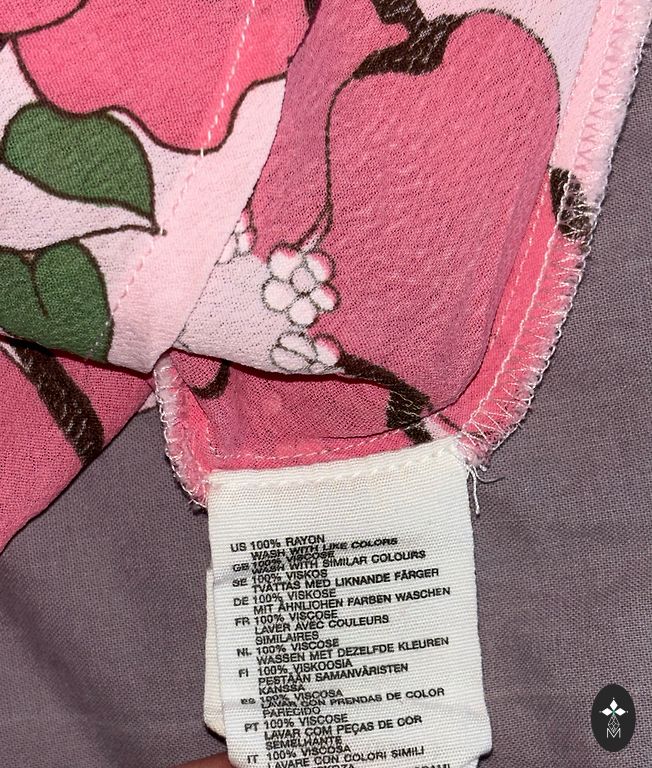 US 100% RAYON
WASH WITH LIKE COLORS
GB 100% VISCOSE
WASH WITH SIMILAR COLOURS
SE 100% VISKOS
TVÄTTAS MED LIKNANDE FÄRGER
DE 100% VISKOSE
MIT ÄHNLICHEN FARBEN WASCHEN
FR 100% VISCOSE
LAVER AVEC COULEURS
SIMILAIRES
NL 100% VISCOSE
WASSEN MET DEZELFDE KLEUREN
FI 100% VISKOOSIA
PESTÄÄN SAMANVÄRISTEN
KANSSA
ES 100% VISCOSA
LAVAR CON PRENDAS DE COLOR
PARECIDO
PT 100% VISCOSE
LAVAR COM PEÇAS DE COR
SEMELHANTE
IT 100% VISCOSA
LAVARE CON COLORI SIMILI
M